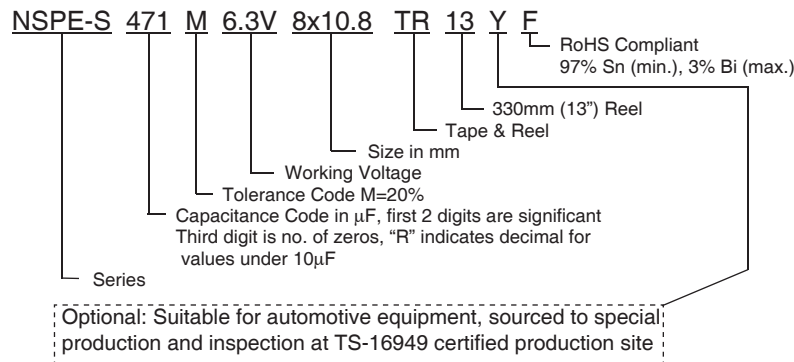 NSPE-S 471 M 6.3V 8x10.8 TR 13 Y F
RoHS Compliant
97% Sn (min.), 3% Bi (max.)
330mm (13”) Reel
Tape & Reel
Size in mm
Working Voltage
Tolerance Code M=20%
Capacitance Code in μF, first 2 digits are significant
Third digit is no. of zeros, “R” indicates decimal for
values under 10μF
Series
Optional: Suitable for automotive equipment, sourced to special
production and inspection at TS-16949 certified production site